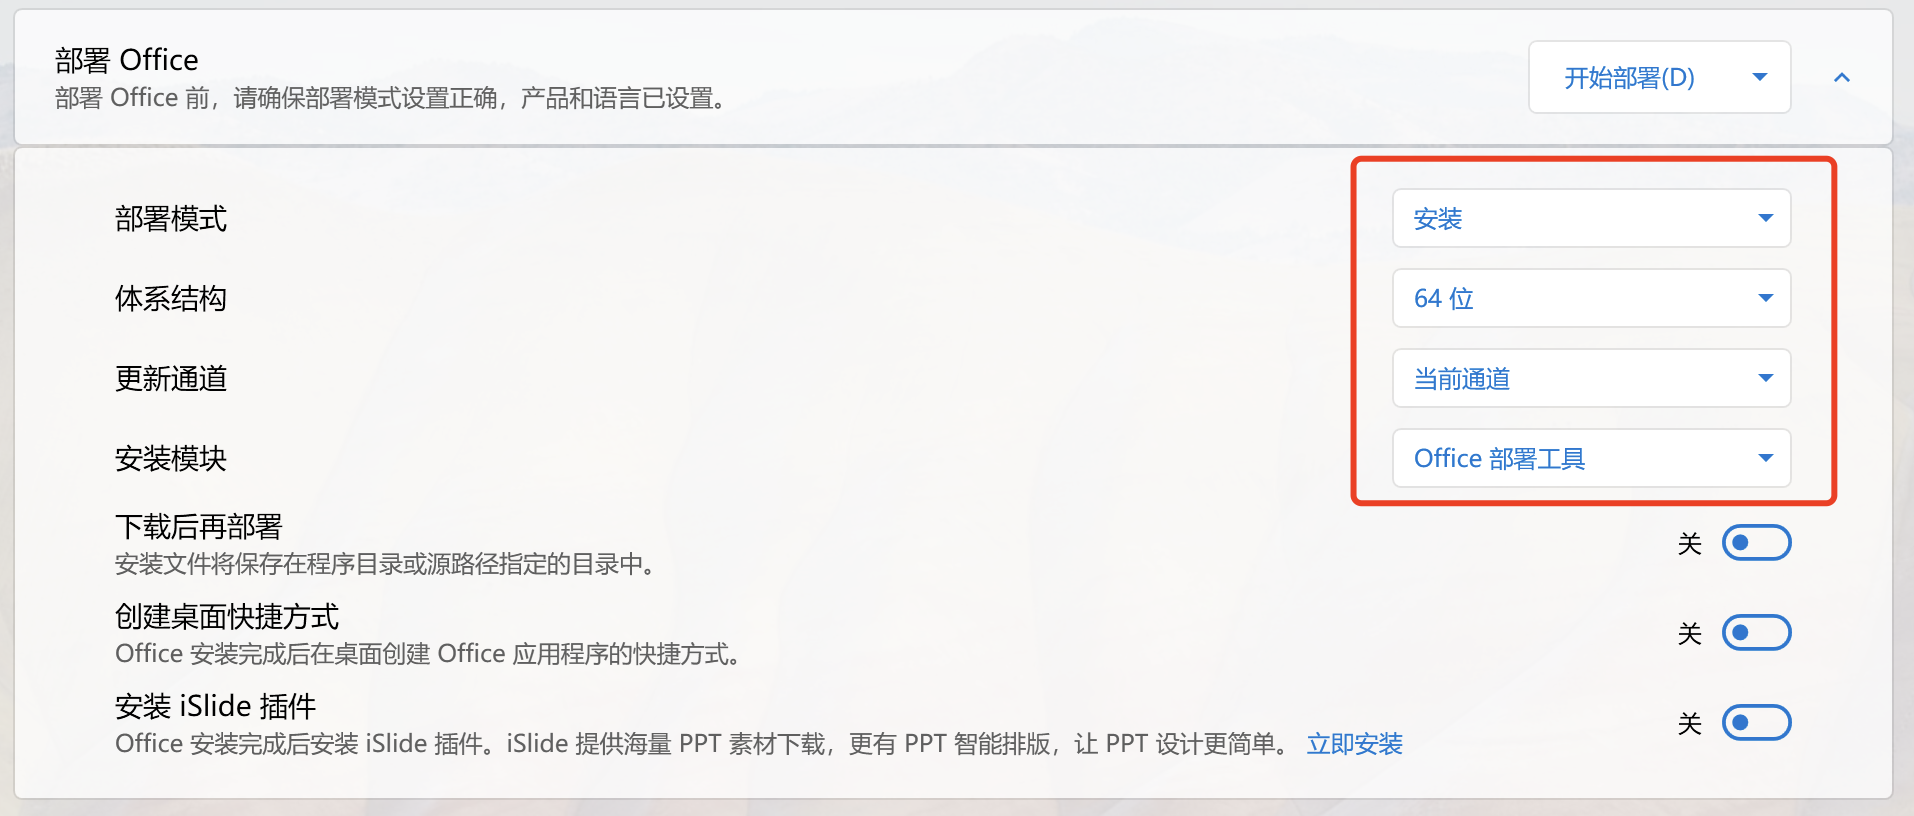 部署 Office
部署 Office 前，请确保部署模式设置正确，产品和语言已设置。
开始部署(D)
部署模式
安装
体系结构
64 位
更新通道
当前通道
安装模块
Office 部署工具
下载后再部署
安装文件将保存在程序目录或源路径指定的目录中。
关
创建桌面快捷方式
Office 安装完成后在桌面创建 Office 应用程序的快捷方式。
关
安装 iSlide 插件
Office 安装完成后安装 iSlide 插件。iSlide 提供海量 PPT 素材下载，更有 PPT 智能排版，让 PPT 设计更简单。 立即安装
关